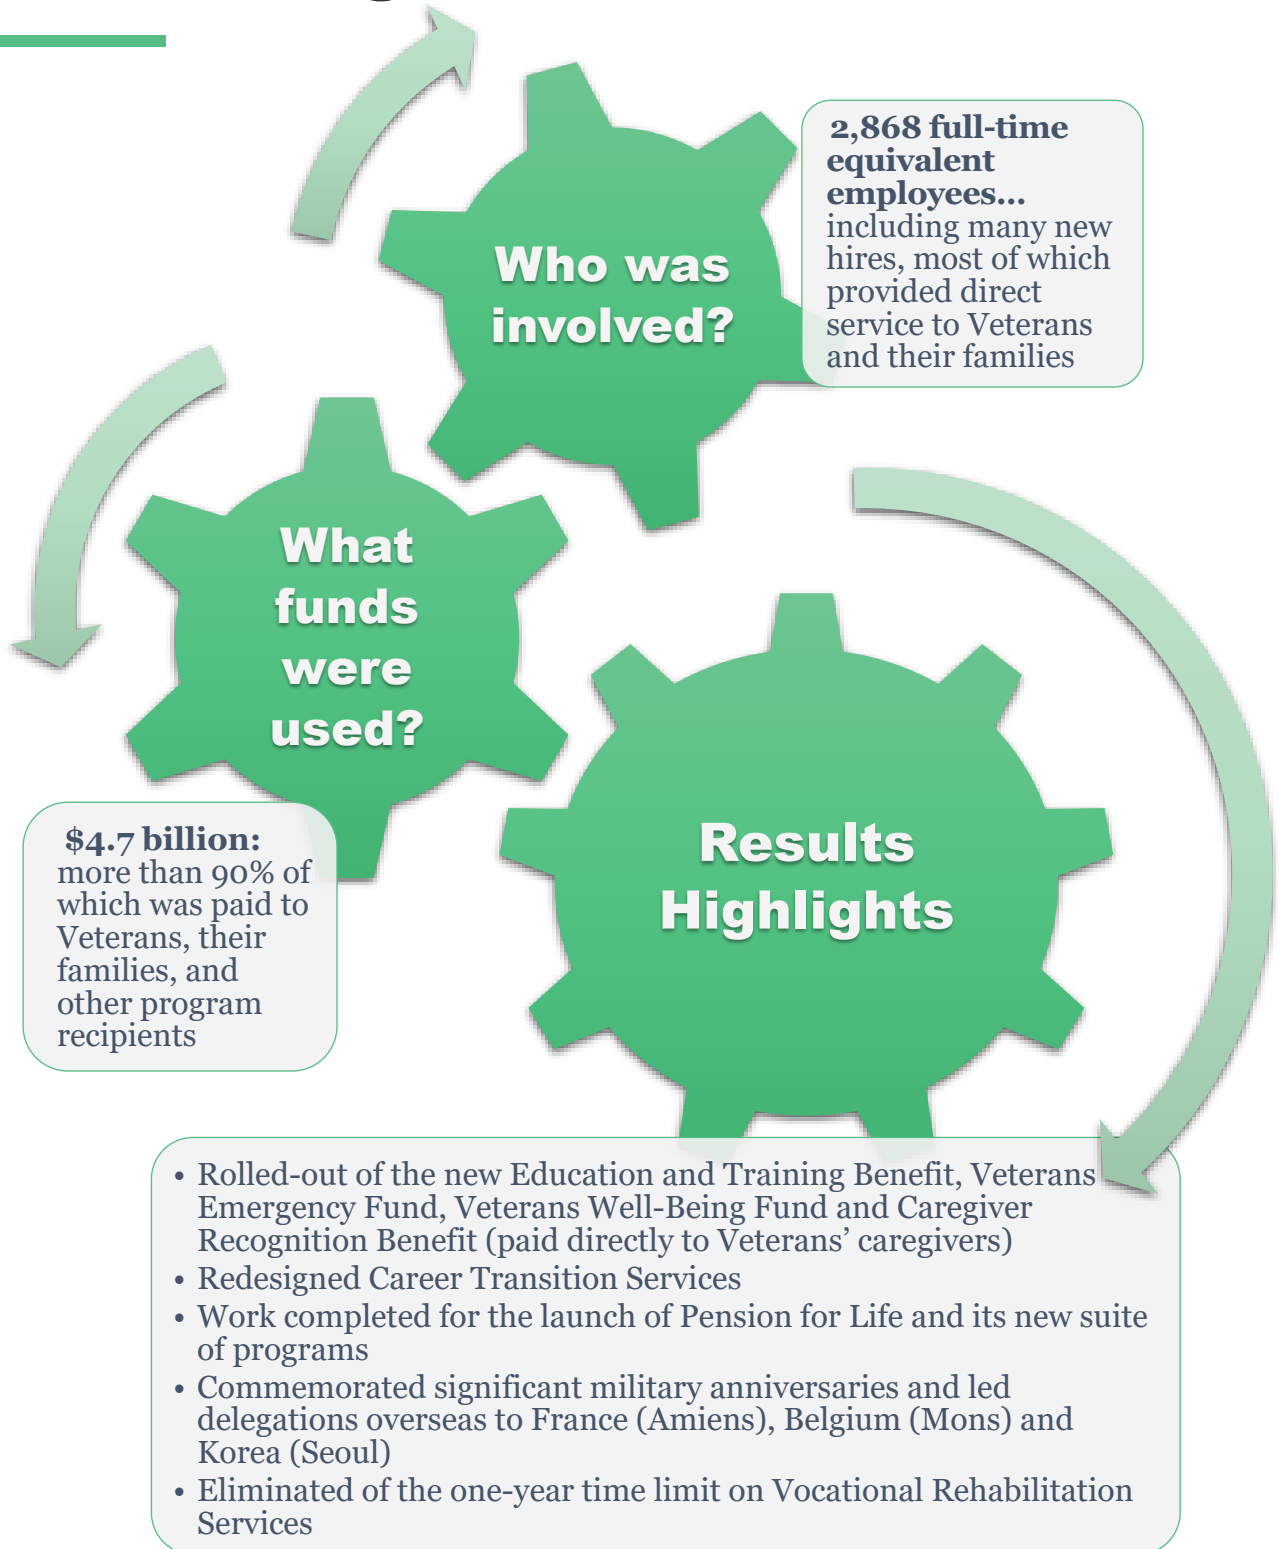 Who was
involved?
2,868 full-time
equivalent
employees...
including many new
hires, most of which
provided direct
service to Veterans
and their families
What
funds
were
used?
$4.7 billion:
more than 90% of
which was paid to
Veterans, their
families, and
other program
recipients
Results
Highlights
• Rolled-out of the new Education and Training Benefit, Veterans
Emergency Fund, Veterans Well-Being Fund and Caregiver
Recognition Benefit (paid directly to Veterans’ caregivers)
• Redesigned Career Transition Services
• Work completed for the launch of Pension for Life and its new suite
of programs
• Commemorated significant military anniversaries and led
delegations overseas to France (Amiens), Belgium (Mons) and
Korea (Seoul)
• Eliminated of the one-year time limit on Vocational Rehabilitation
Services